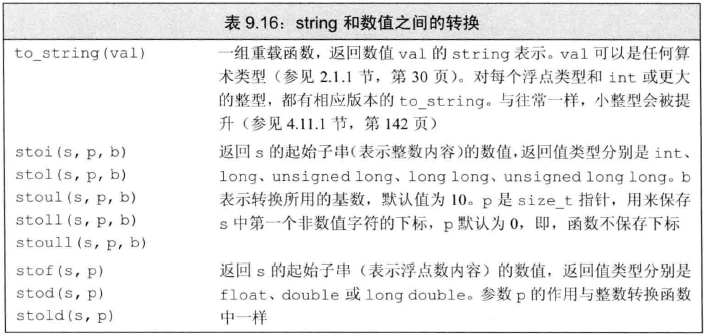 表 9.16：string 和数值之间的转换
to_string(val) 一组重载函数，返回数值 val 的 string 表示。val 可以是任何算
术类型（参见 2.1.1 节，第 30 页）。对每个浮点类型和 int 或更大
的整型，都有相应版本的 to_string。与往常一样，小整型会被提
升（参见 4.11.1 节，第 142 页）
stoi(s, p, b) 返回 s 的起始子串（表示整数内容）的数值，返回值类型分别是 int、
stol(s, p, b) long、unsigned long、long long、unsigned long long。b
stoul(s, p, b) 表示转换所用的基数，默认值为 10。p 是 size_t 指针，用来保存
stoll(s, p, b) s 中第一个非数值字符的下标，p 默认为 0，即，函数不保存下标
stoull(s, p, b)
stof(s, p) 返回 s 的起始子串（表示浮点数内容）的数值，返回值类型分别是
stod(s, p) float、double 或 long double。参数 p 的作用与整数转换函数
stold(s, p) 中一样